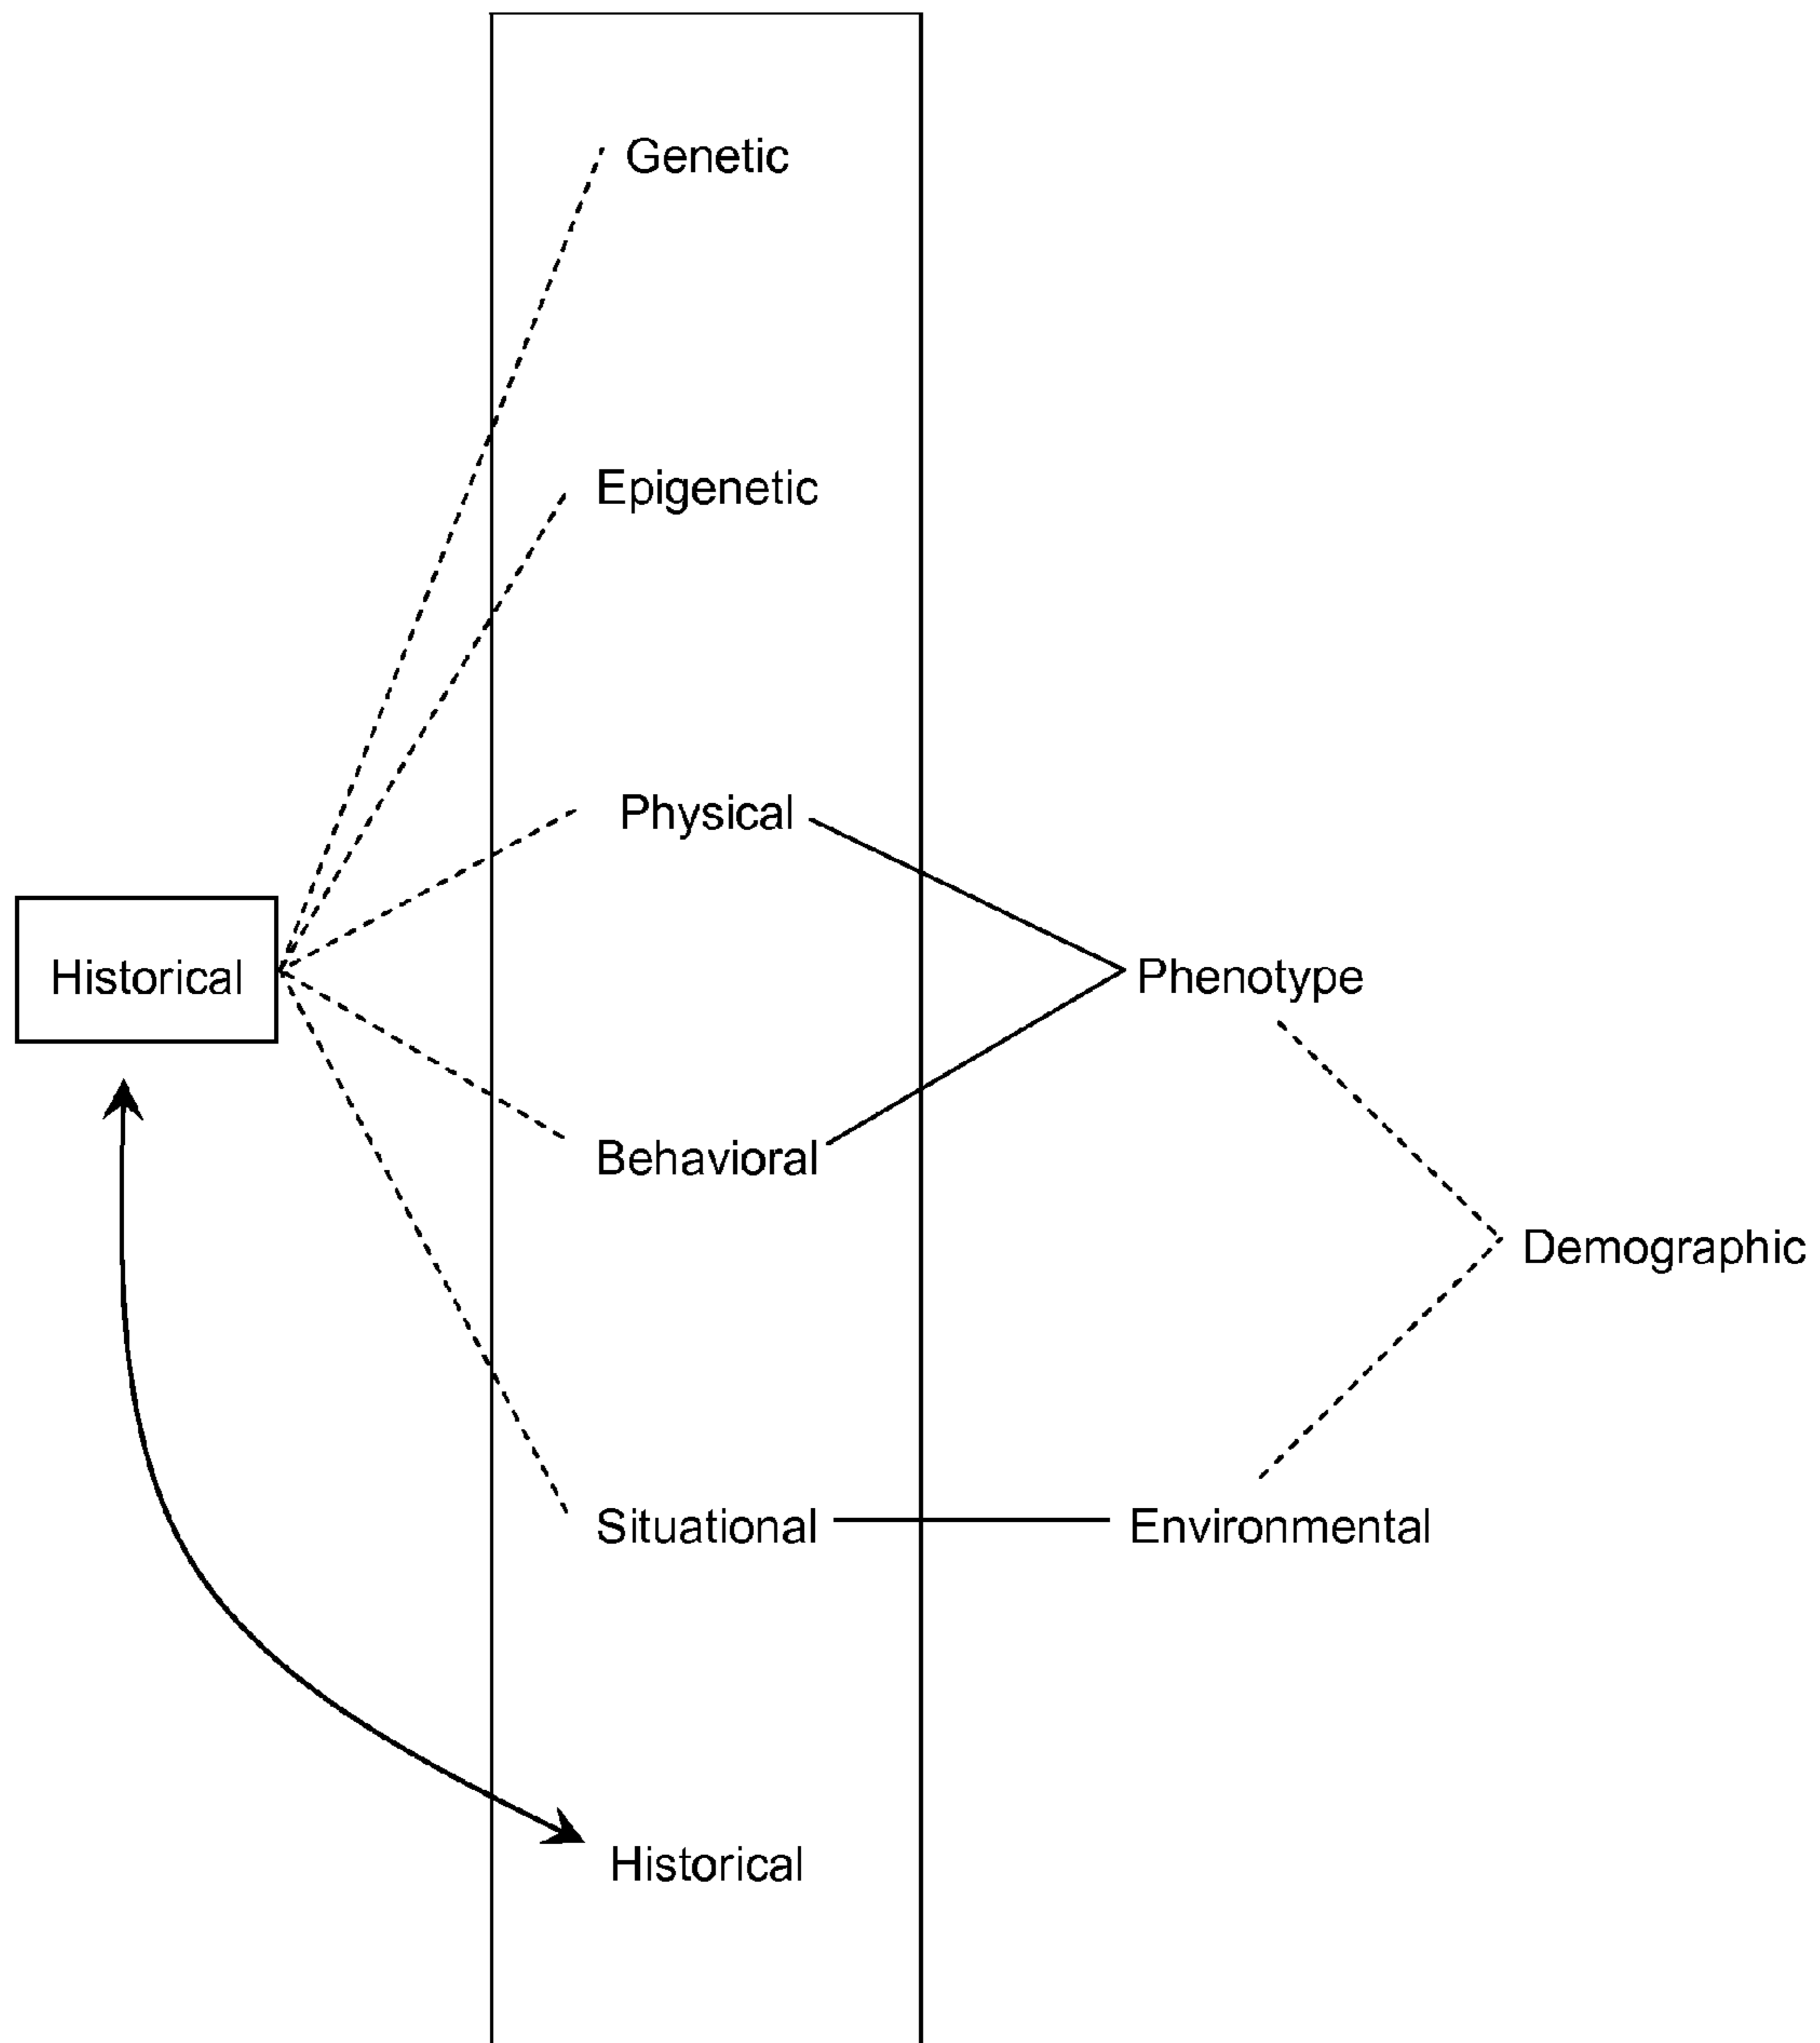 Genetic
Epigenetic
Physical
Historical
Phenotype
Behavioral
Demographic
Situational
Environmental
Historical